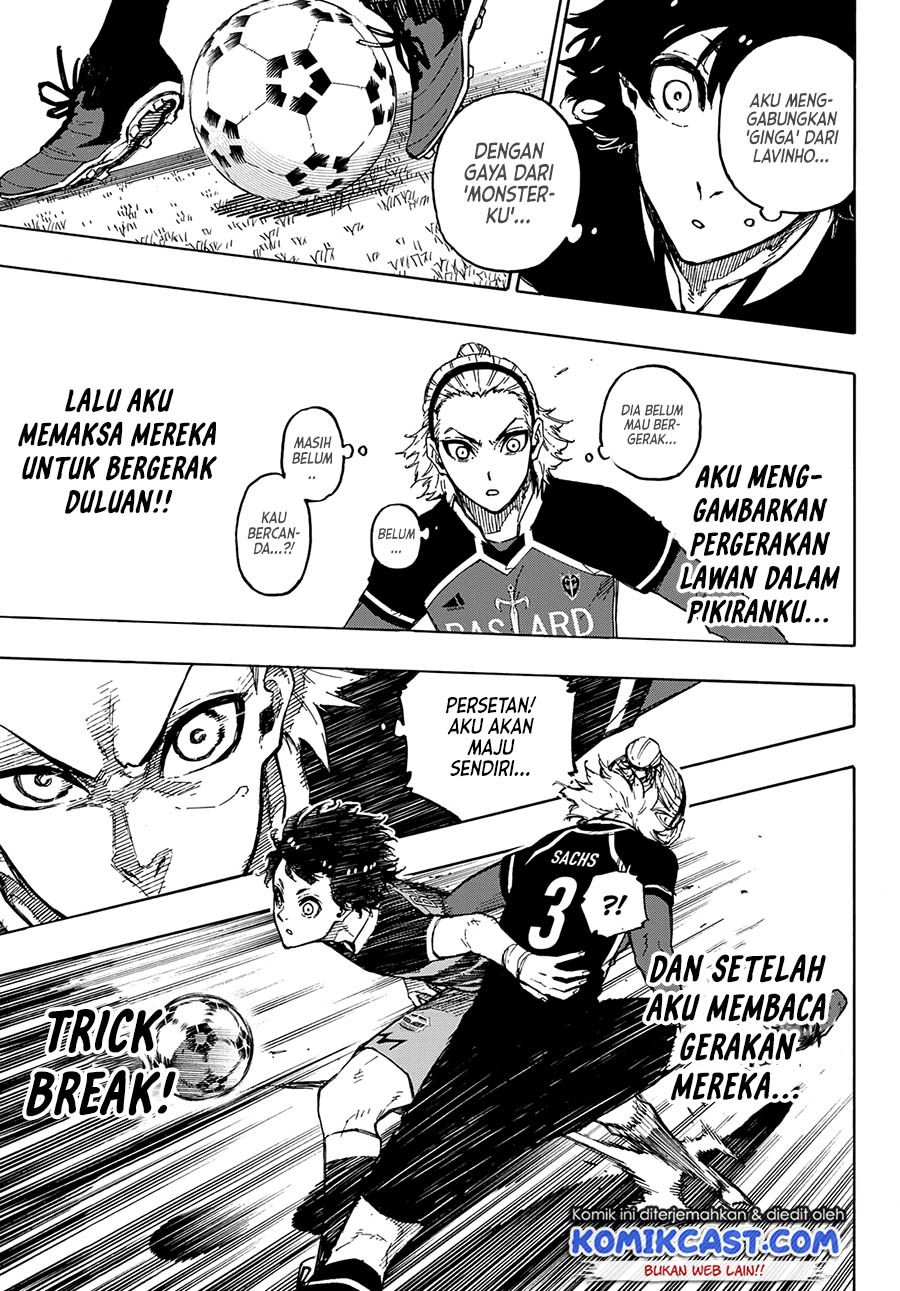 AKU MENG-
GABUNGKAN
'GINGA' DARI
LAVINHO...
DENGAN
GAYA DARI
'MONSTER-
KU'...
DIA BELUM
MAU BER-
GERAK...
AKU MENG-
GAMBARKAN
PERGERAKAN
LAWAN DALAM
PIKIRANKU...
BELUM
...
MASIH
BELUM
..
KAU
BERCAN-
DA...?!
LALU AKU
MEMAKSA MEREKA
UNTUK BERGERAK
DULUAN!!
BASTARD
PERSETAN!
AKU AKAN
MAJU
SENDIRI...
SACHS
3
?!
DAN SETELAH
AKU MEMBACA
GERAKAN
MEREKA...
TRICK
BREAK!
Komik ini diterjemahkan & diedit oleh
KOMIKCAST.COM
BUKAN WEB LAIN!!